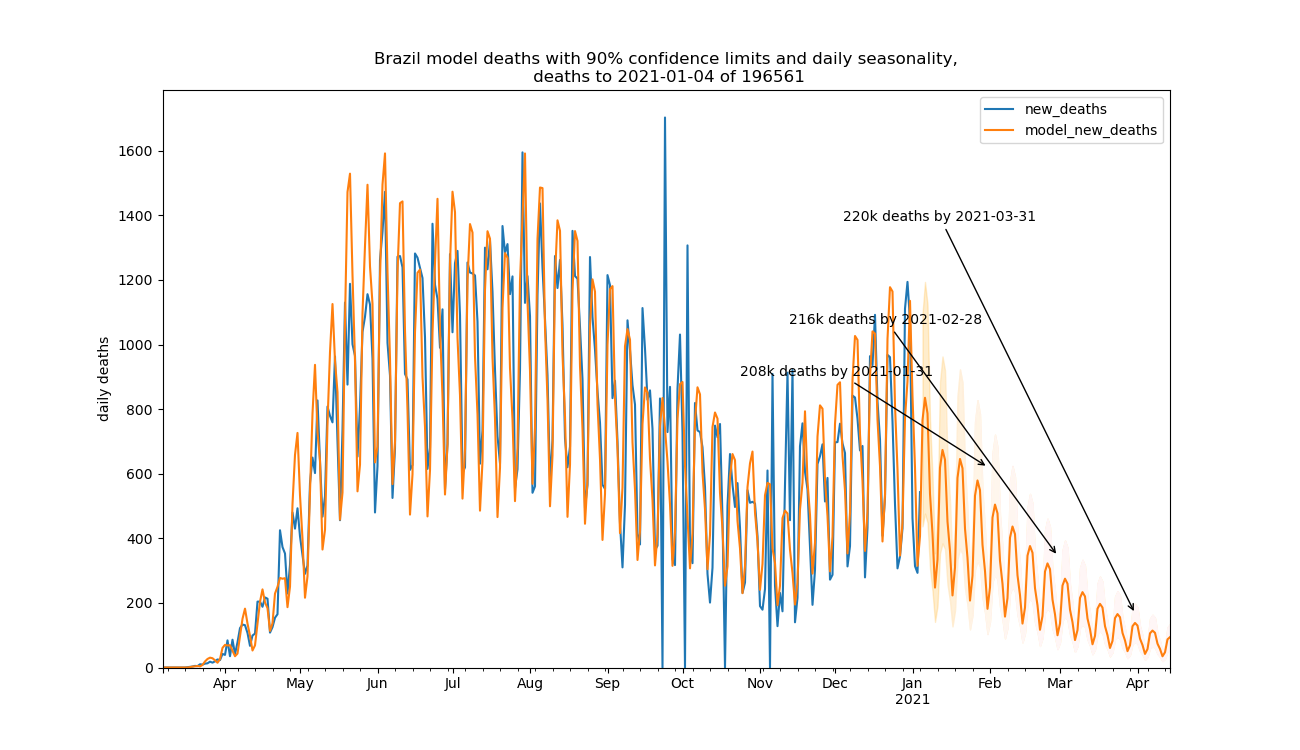 Brazil model deaths with 90% confidence limits and daily seasonality,
deaths to 2021-01-04 of 196561
new_deaths
model_new_deaths
daily deaths
1600
1400
1200
1000
800
600
400
200
0
220k deaths by 2021-03-31
216k deaths by 2021-02-28
208k deaths by 2021-01-31
Apr May Jun Jul Aug Sep Oct Nov Dec Jan Feb Mar Apr
2021